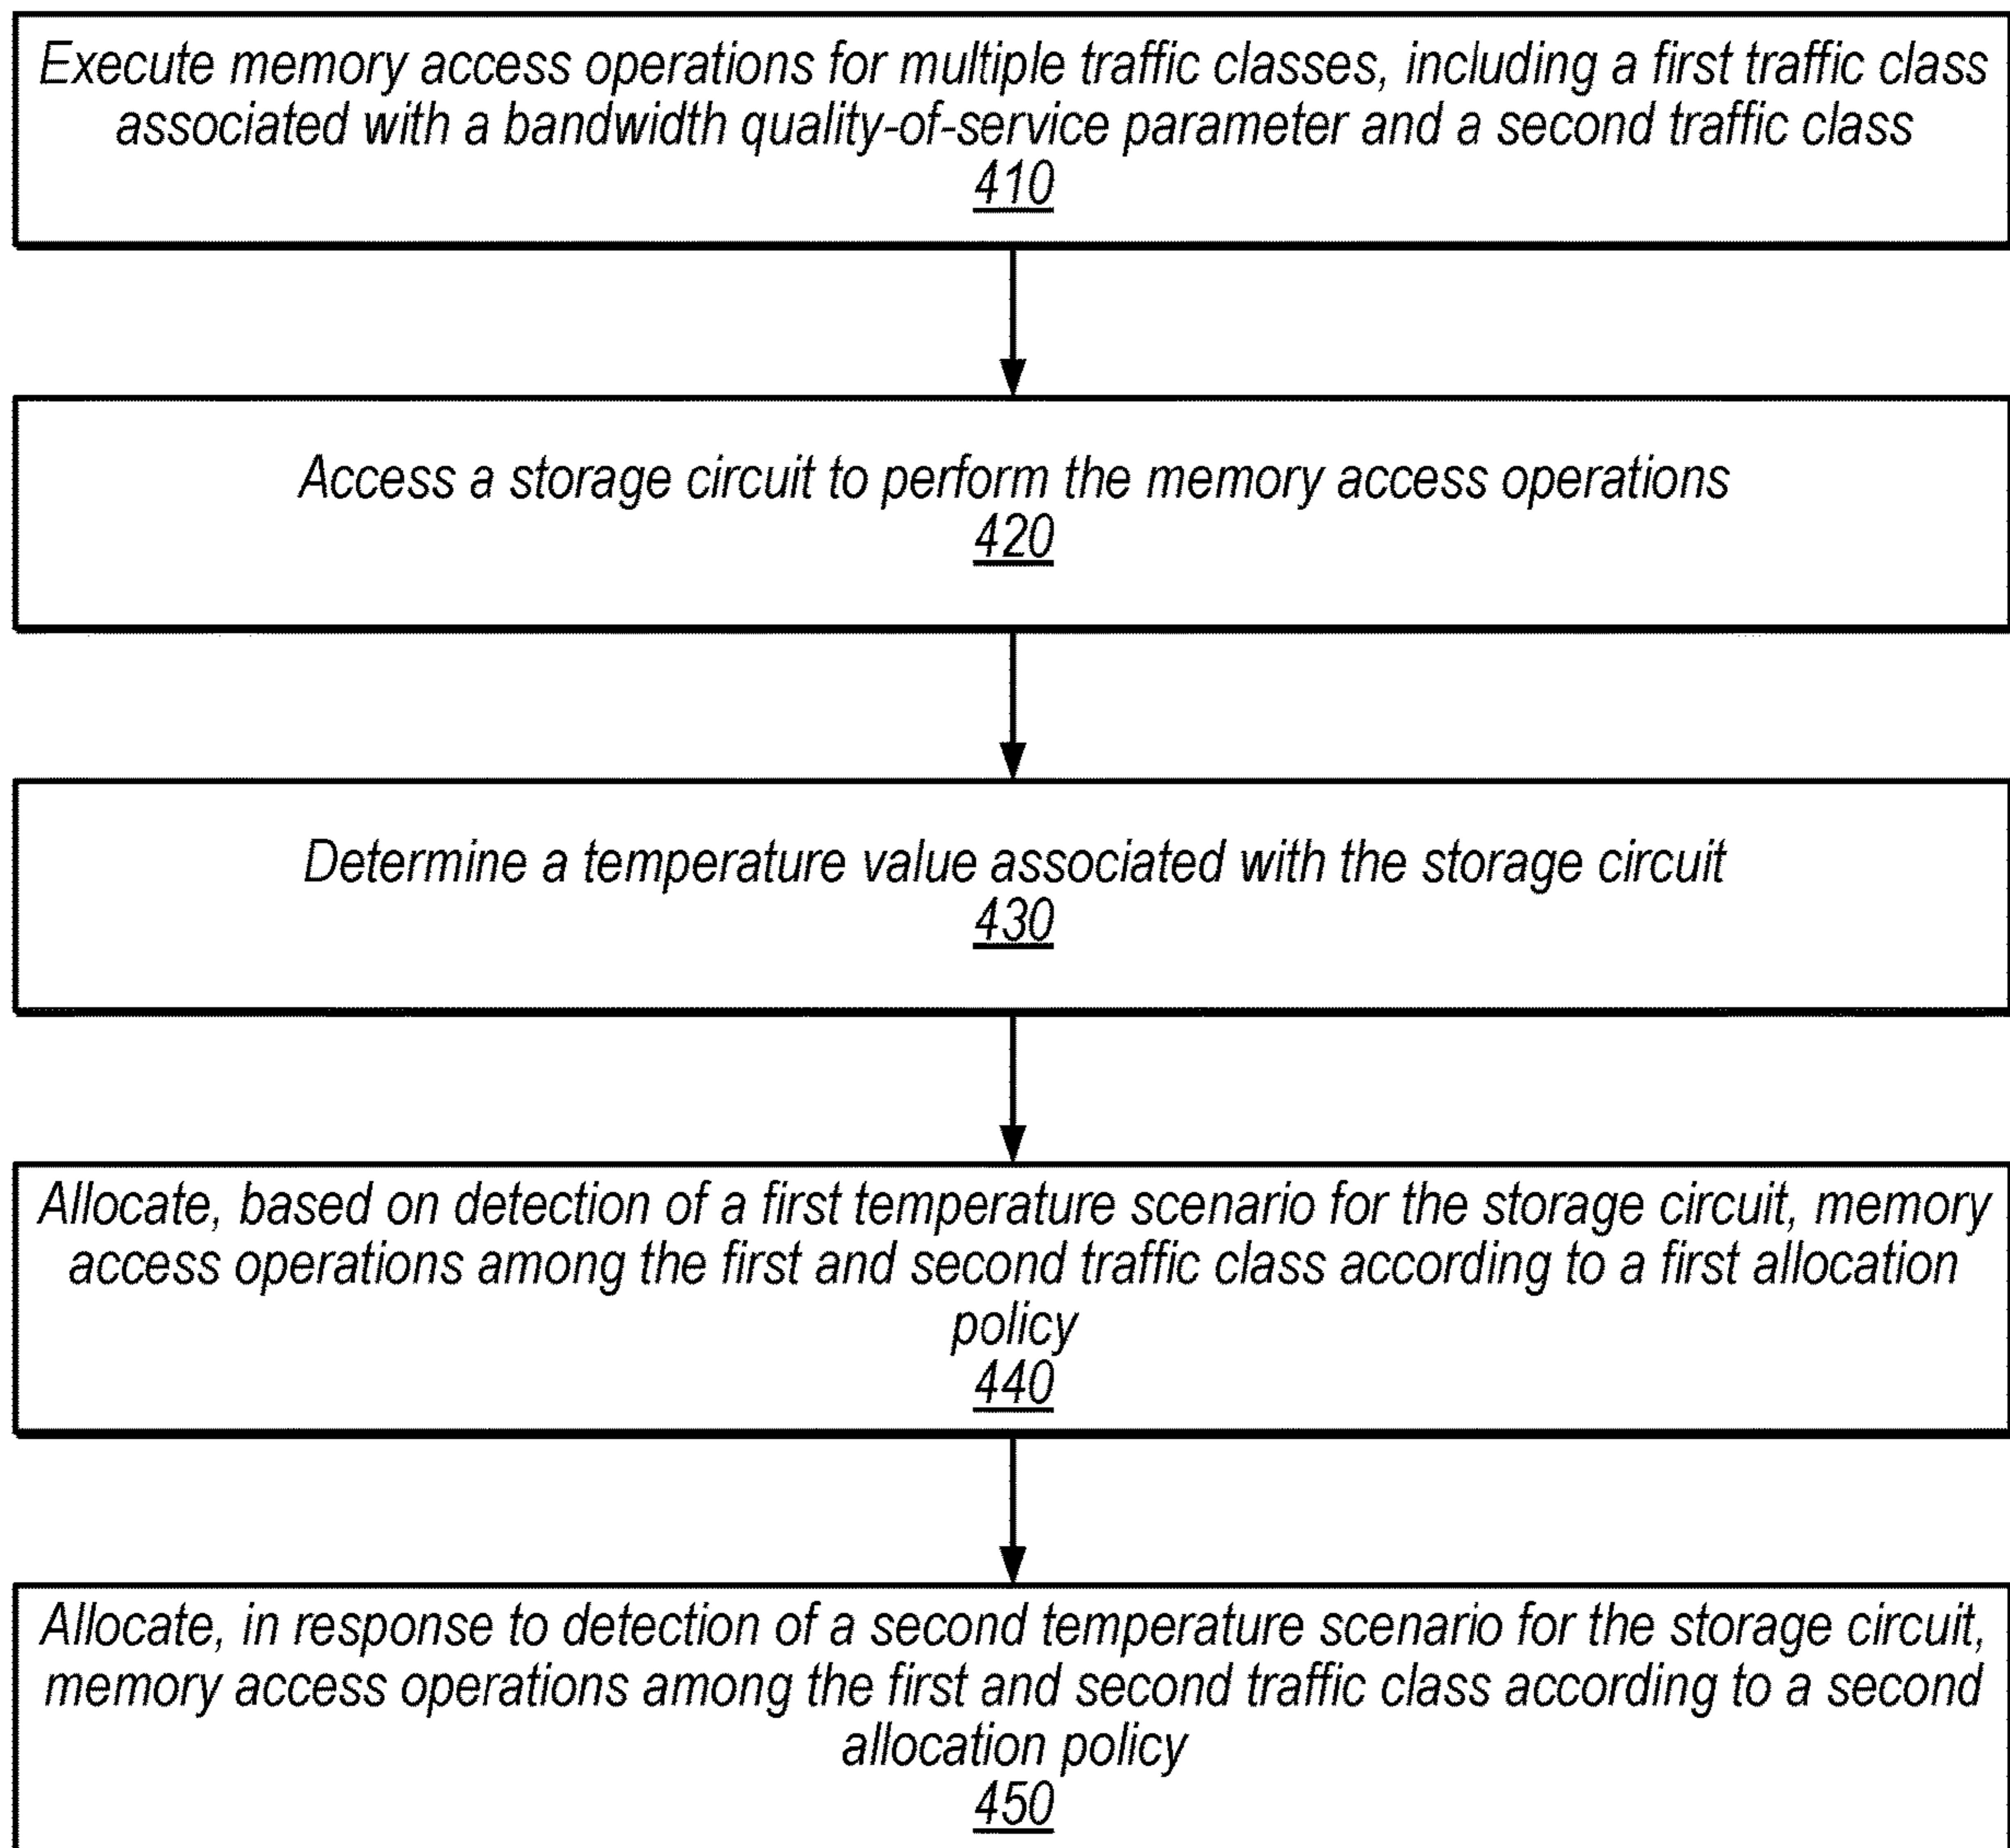 Execute memory access operations for multiple traffic classes, including a first traffic class
associated with a bandwidth quality-of-service parameter and a second traffic class
410
Access a storage circuit to perform the memory access operations
420
Determine a temperature value associated with the storage circuit
430
Allocate, based on detection of a first temperature scenario for the storage circuit, memory
access operations among the first and second traffic class according to a first allocation
policy
440
Allocate, in response to detection of a second temperature scenario for the storage circuit,
memory access operations among the first and second traffic class according to a second
allocation policy
450